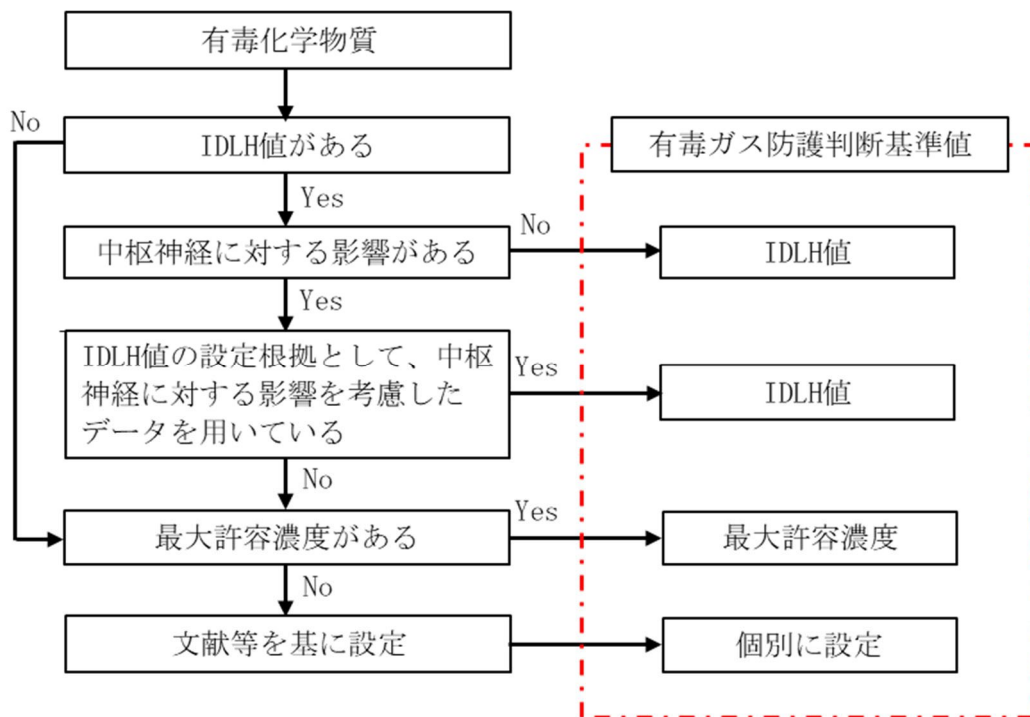 有毒化学物質
No
IDLH値がある
有毒ガス防護判断基準値
Yes
No
中枢神経に対する影響がある
IDLH値
Yes
IDLH値の設定根拠として、中枢
神経に対する影響を考慮した
データを用いている
Yes
IDLH値
No
Yes
最大許容濃度がある
最大許容濃度
No
文献等を基に設定
個別に設定